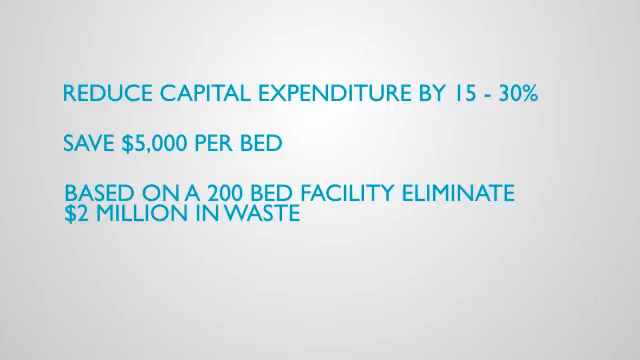 REDUCE CAPITAL EXPENDITURE BY 15 - 30%
SAVE $5,000 PER BED
BASED ON A 200 BED FACILITY ELIMINATE
$2 MILLION IN WASTE